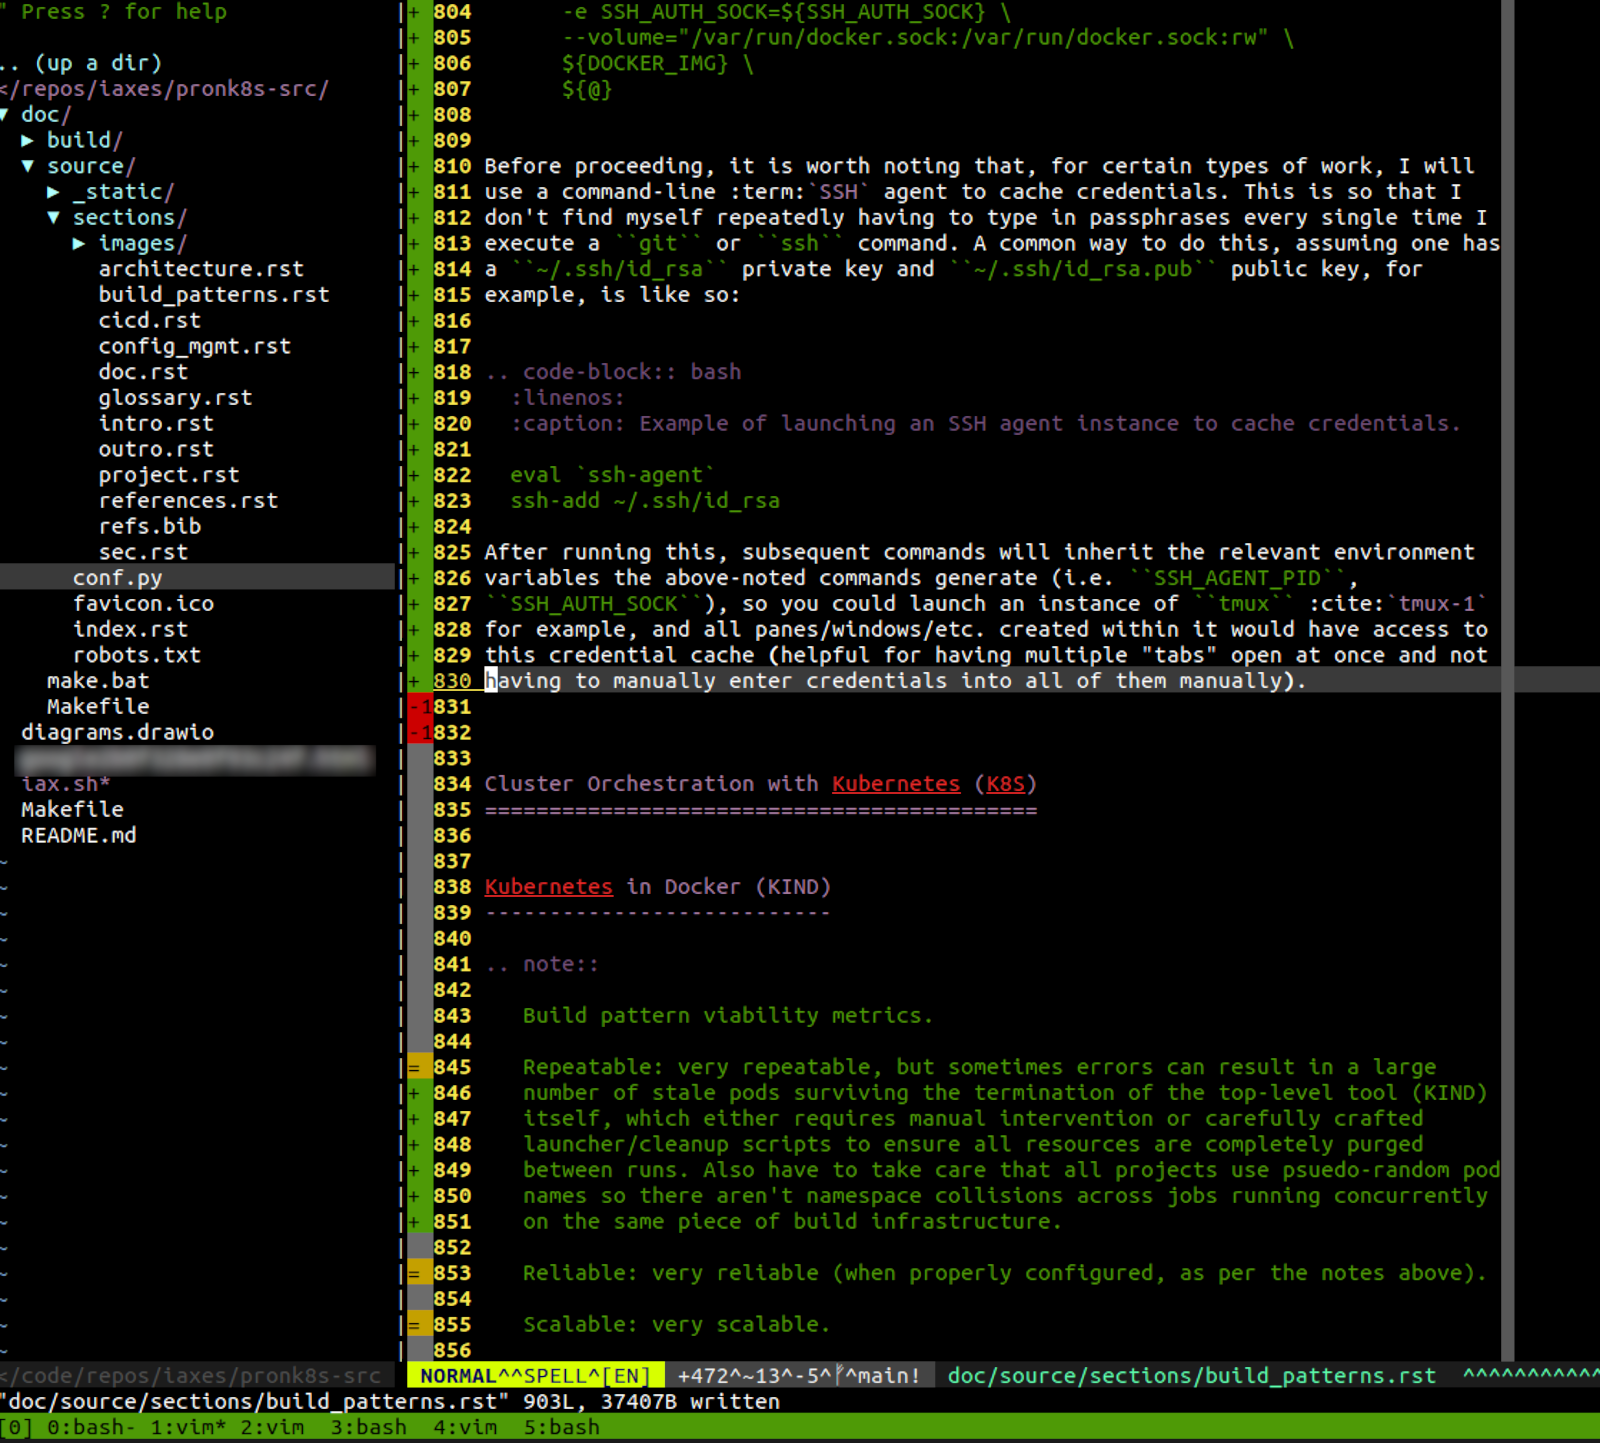 " Press ? for help
.. (up a dir)
</repos/iaxes/pronk8s-src/
▼ doc/
▶ build/
▼ source/
▶ _static/
▼ sections/
▶ images/
architecture.rst
build_patterns.rst
cicd.rst
config_mgmt.rst
doc.rst
glossary.rst
intro.rst
outro.rst
project.rst
references.rst
refs.bib
sec.rst
conf.py
favicon.ico
index.rst
robots.txt
make.bat
Makefile
diagrams.drawio
iax.sh*
Makefile
README.md
+ 804 -e SSH_AUTH_SOCK=${SSH_AUTH_SOCK} \
+ 805 --volume="/var/run/docker.sock:/var/run/docker.sock:rw" \
+ 806 ${DOCKER_IMG} \
+ 807 ${@}
+ 808
+ 809
+ 810 Before proceeding, it is worth noting that, for certain types of work, I will
+ 811 use a command-line :term:`SSH` agent to cache credentials. This is so that I
+ 812 don't find myself repeatedly having to type in passphrases every single time I
+ 813 execute a ``git`` or ``ssh`` command. A common way to do this, assuming one has
+ 814 a ``~/.ssh/id_rsa`` private key and ``~/.ssh/id_rsa.pub`` public key, for
+ 815 example, is like so:
+ 816
+ 817
+ 818 .. code-block:: bash
+ 819 :linenos:
+ 820 :caption: Example of launching an SSH agent instance to cache credentials.
+ 821
+ 822 eval `ssh-agent`
+ 823 ssh-add ~/.ssh/id_rsa
+ 824
+ 825 After running this, subsequent commands will inherit the relevant environment
+ 826 variables the above-noted commands generate (i.e. ``SSH_AGENT_PID``,
+ 827 ``SSH_AUTH_SOCK``), so you could launch an instance of ``tmux`` :cite:`tmux-1`
+ 828 for example, and all panes/windows/etc. created within it would have access to
+ 829 this credential cache (helpful for having multiple "tabs" open at once and not
+ 830 having to manually enter credentials into all of them manually).
-1831
-1832
833
834 Cluster Orchestration with Kubernetes (K8S)
835 ===========================================
836
837
838 Kubernetes in Docker (KIND)
839 ---------------------------
840
841 .. note::
842
843 Build pattern viability metrics.
844
= 845 Repeatable: very repeatable, but sometimes errors can result in a large
+ 846 number of stale pods surviving the termination of the top-level tool (KIND)
+ 847 itself, which either requires manual intervention or carefully crafted
+ 848 launcher/cleanup scripts to ensure all resources are completely purged
+ 849 between runs. Also have to take care that all projects use psuedo-random pod
+ 850 names so there aren't namespace collisions across jobs running concurrently
+ 851 on the same piece of build infrastructure.
852
= 853 Reliable: very reliable (when properly configured, as per the notes above).
854
= 855 Scalable: very scalable.
856
</code/repos/iaxes/pronk8s-src NORMAL^^SPELL^[EN] +472^~13^-5^ᚠ^main! doc/source/sections/build_patterns.rst ^^^^^^^^^^^
"doc/source/sections/build_patterns.rst" 903L, 37407B written
[0] 0:bash- 1:vim* 2:vim 3:bash 4:vim 5:bash